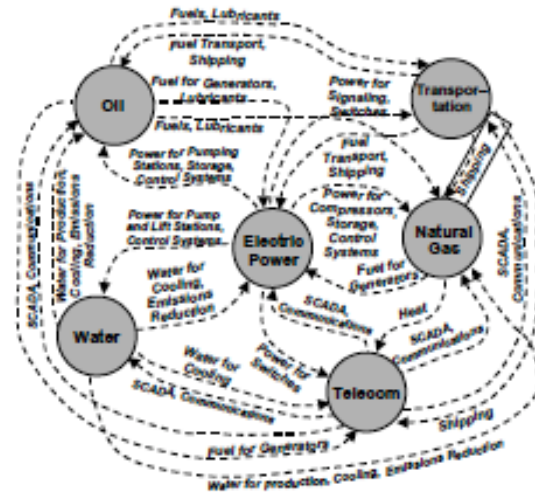 Fuels, Lubricants
Fuel Transport,
Shipping
Oil
Fuel for Generators,
Lubricants
Power for
Signaling,
Switches
Transpor-
tation
Fuels, Lubricants
Fuel
Transport,
Shipping
Shipping
Power for Pumping
Stations, Storage,
Control Systems
Power for
Compressors,
Storage,
Control
Systems
Natural
Gas
SCADA,
Communications
SCADA, Communications
Water for Production,
Cooling, Emissions
Reduction
Power for Pump
and Lift Stations,
Control Systems
Electric
Power
Fuel for
Generators
Water for
Cooling,
Emissions
Reduction
SCADA,
Communications
Heat
SCADA,
Communications
Water
Water for
Cooling
Power for
Switches
SCADA, Communications
Telecom
Shipping
Fuel for Generators
Water for production, Cooling, Emissions Reduction